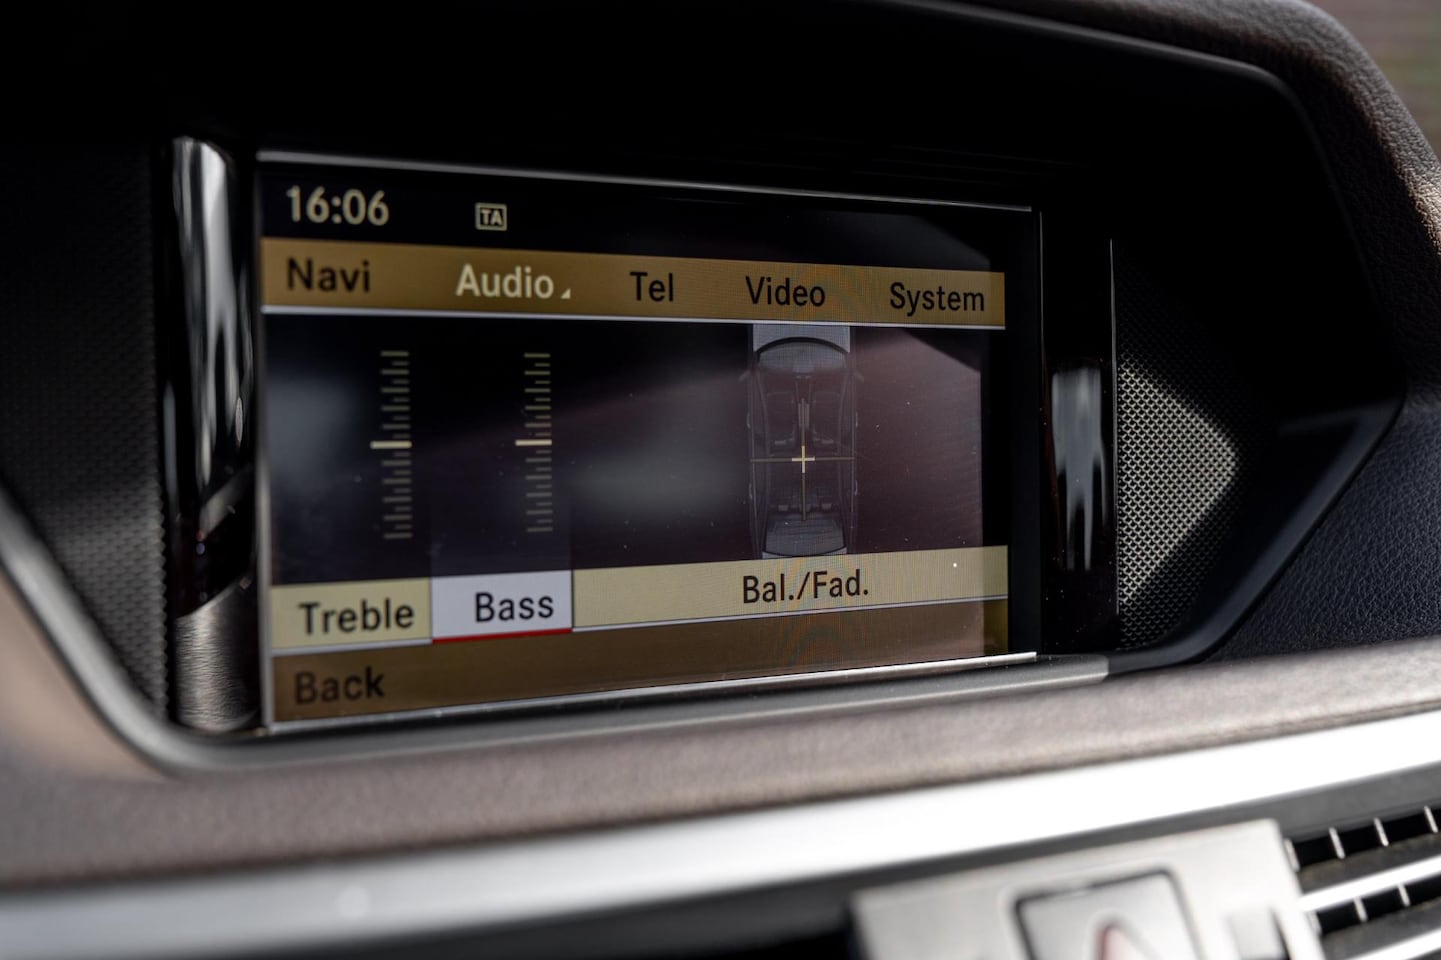 16:06 TA
Navi Audio Tel Video System
Treble Bass Bal./Fad.
Back